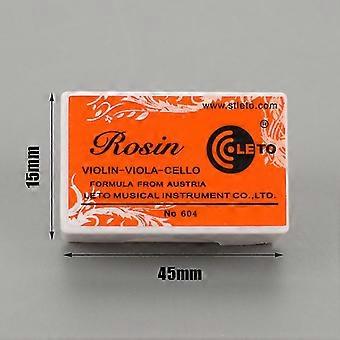 www.stleto.com
®
Rosin
LETO
VIOLIN-VIOLA-CELLO
FORMULA FROM AUSTRIA
LETO MUSICAL INSTRUMENT CO.,LTD.
No 604
15mm
45mm